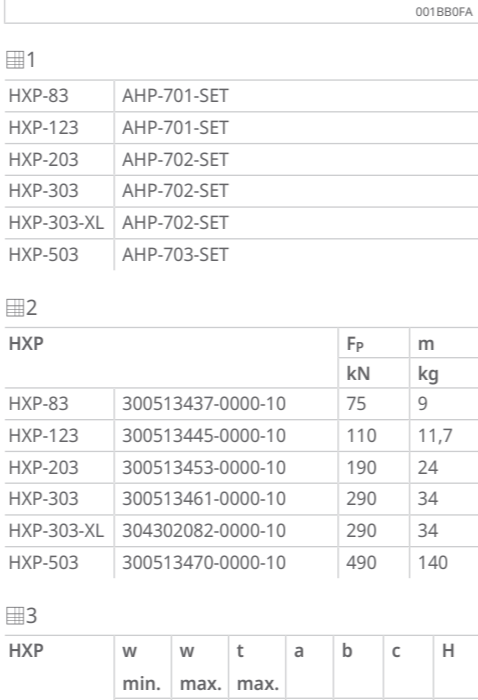 001BB0FA
1
HXP-83 AHP-701-SET
HXP-123 AHP-701-SET
HXP-203 AHP-702-SET
HXP-303 AHP-702-SET
HXP-303-XL AHP-702-SET
HXP-503 AHP-703-SET
2
HXP FP m
kN kg
HXP-83 300513437-0000-10 75 9
HXP-123 300513445-0000-10 110 11,7
HXP-203 300513453-0000-10 190 24
HXP-303 300513461-0000-10 290 34
HXP-303-XL 304302082-0000-10 290 34
HXP-503 300513470-0000-10 490 140
3
HXP w w t a b c H
min. max. max.